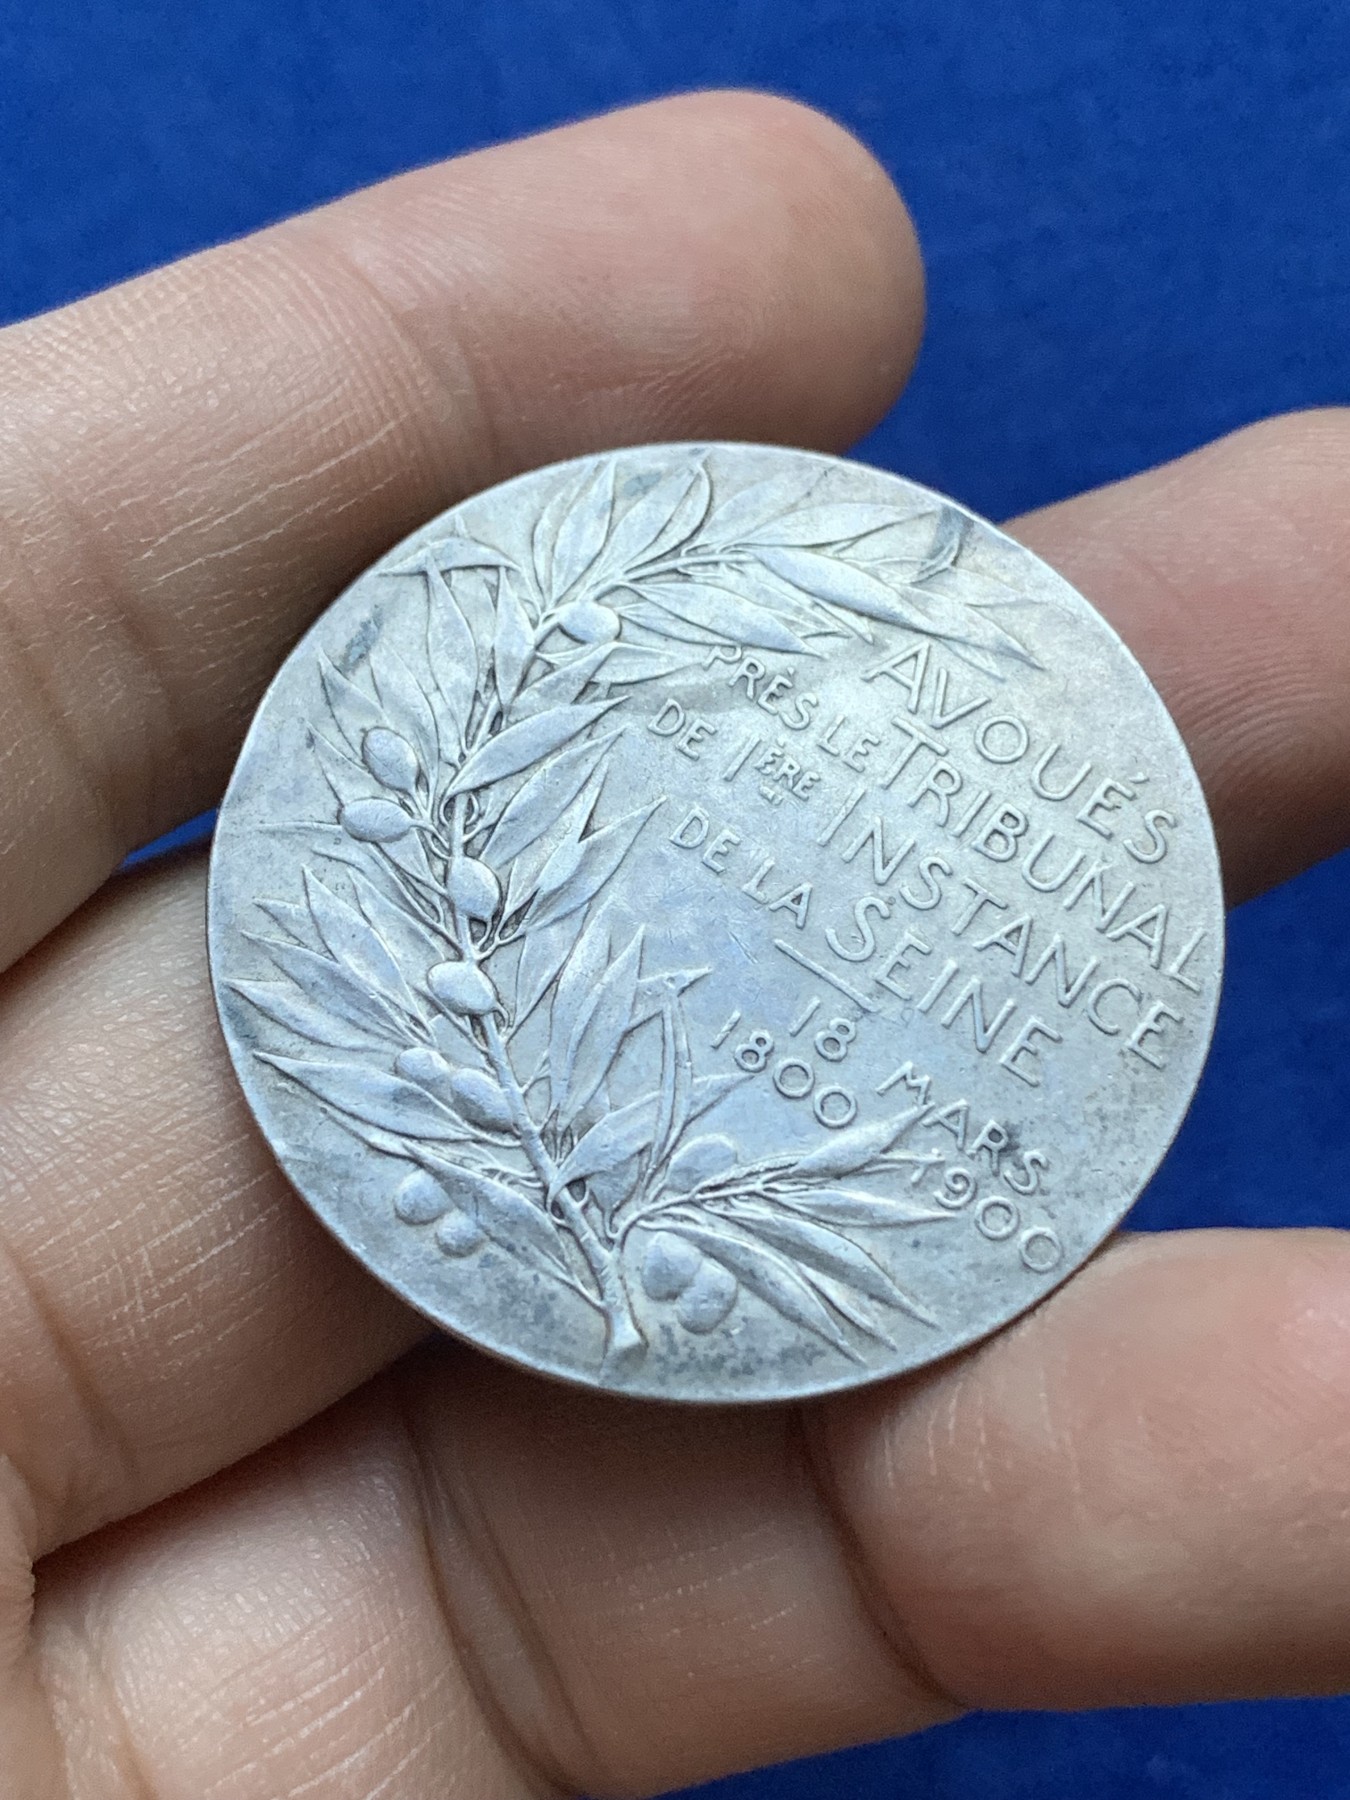 AVOUÉS
PRÈS LE TRIBUNAL
DE 1ÈRE INSTANCE
DE LA SEINE
18 MARS
1800 1900